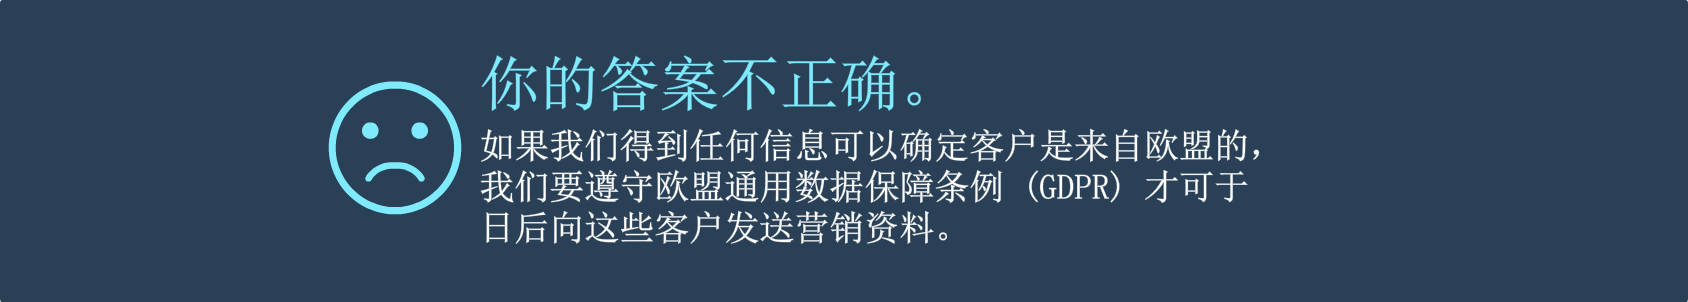 你的答案不正确。
如果我们得到任何信息可以确定客户是来自欧盟的，
我们要遵守欧盟通用数据保障条例 (GDPR) 才可于
日后向这些客户发送营销资料。